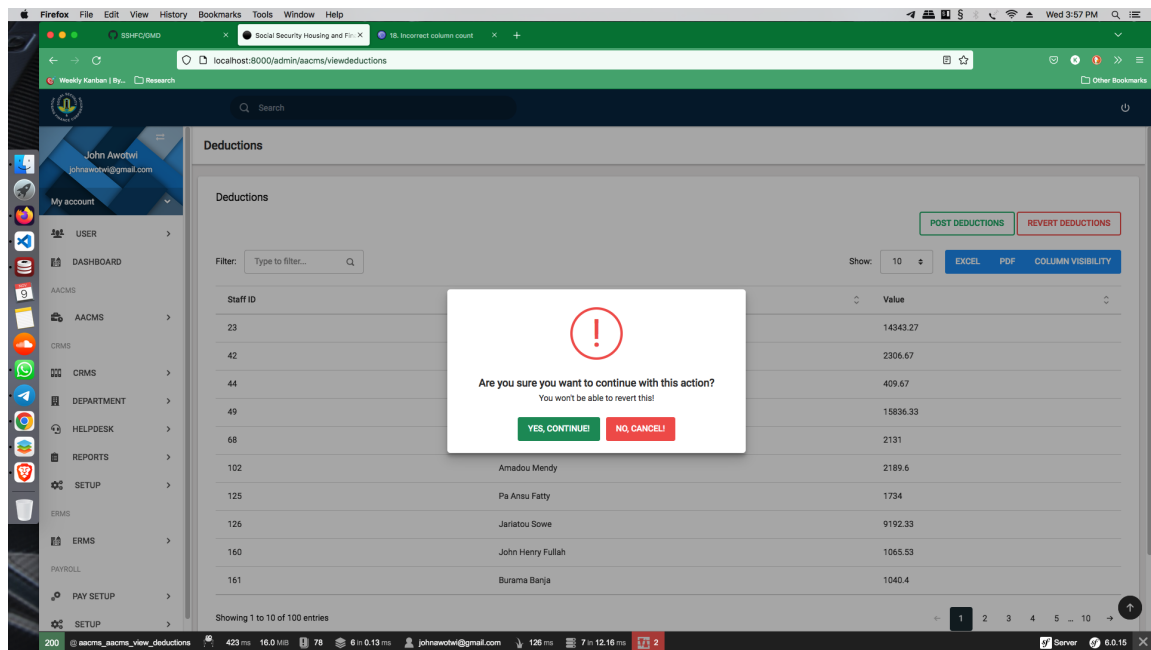 Firefox File Edit View History Bookmarks Tools Window Help Wed 3:57 PM
SSHFC/GMD Social Security Housing and Fin 18. Incorrect column count
localhost:8000/admin/aacms/viewdeductions
Weekly Kanban | By... Research Other Bookmarks
Search
John Awotwi
johnawotwi@gmail.com
My account
USER
DASHBOARD
AACMS
AACMS
CRMS
CRMS
DEPARTMENT
HELPDESK
REPORTS
SETUP
ERMS
ERMS
PAYROLL
PAY SETUP
SETUP
Deductions
Deductions
POST DEDUCTIONS REVERT DEDUCTIONS
Filter: Type to filter... Show: 10 EXCEL PDF COLUMN VISIBILITY
Staff ID Value
23 14343.27
42 2306.67
44 409.67
49 15836.33
68 2131
102 Amadou Mendy 2189.6
125 Pa Ansu Fatty 1734
126 Jariatou Sowe 9192.33
160 John Henry Fullah 1065.53
161 Burama Banja 1040.4
Showing 1 to 10 of 100 entries ← 1 2 3 4 5 ... 10 →
!
Are you sure you want to continue with this action?
You won't be able to revert this!
YES, CONTINUE! NO, CANCEL!
200 @ aacms_aacms_view_deductions 423 ms 16.0 MiB 78 6 in 0.13 ms johnawotwi@gmail.com 126 ms 7 in 12.16 ms 2 Server 6.0.15